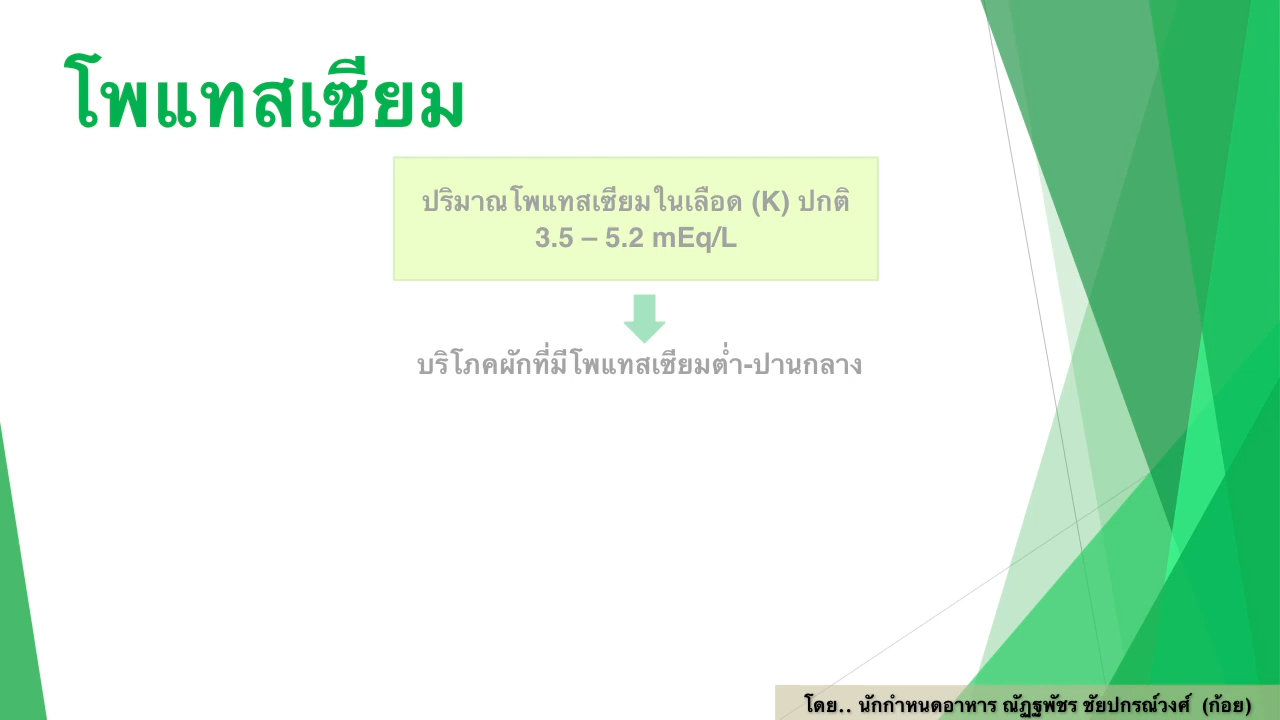 โพแทสเซียม
ปริมาณโพแทสเซียมในเลือด (K) ปกติ
3.5 – 5.2 mEq/L
บริโภคผักที่มีโพแทสเซียมต่ำ-ปานกลาง
โดย.. นักกำหนดอาหาร ณัฏฐพัชร ชัยปกรณ์วงศ์ (ก้อย)